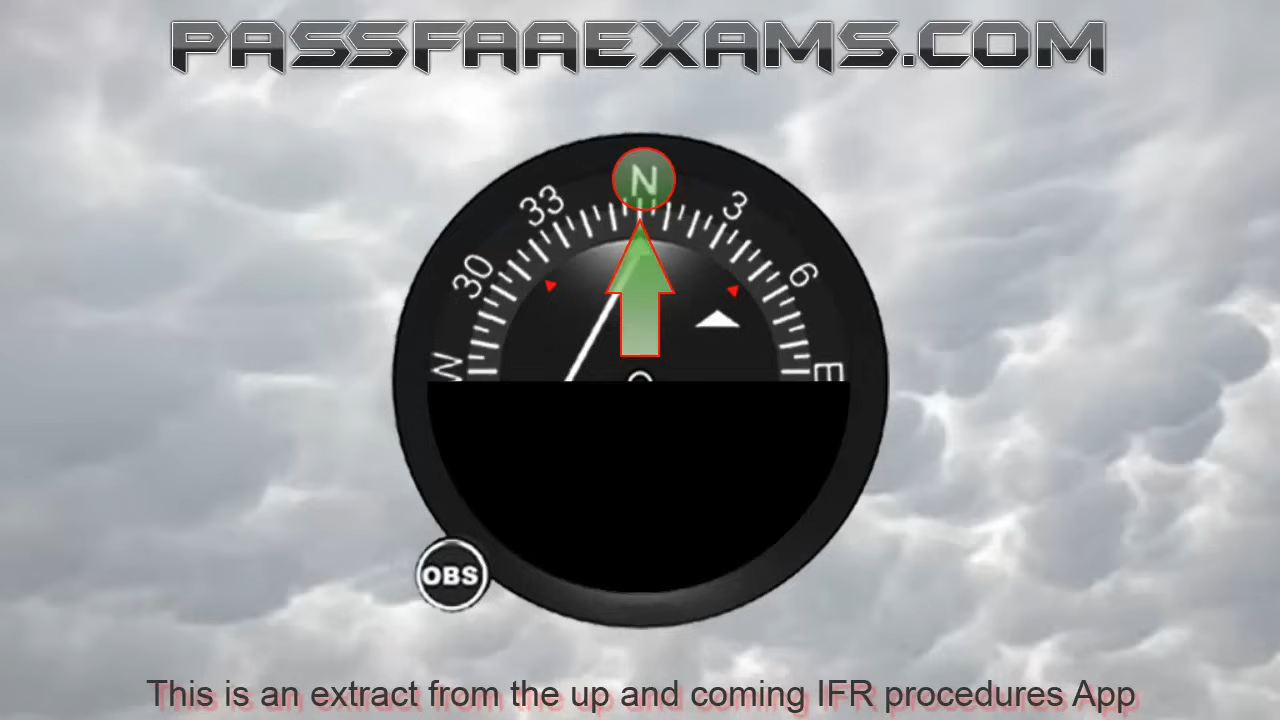 PASSFAAEXAMS.COM
N
33
3
30
6
W
E
OBS
This is an extract from the up and coming IFR procedures App